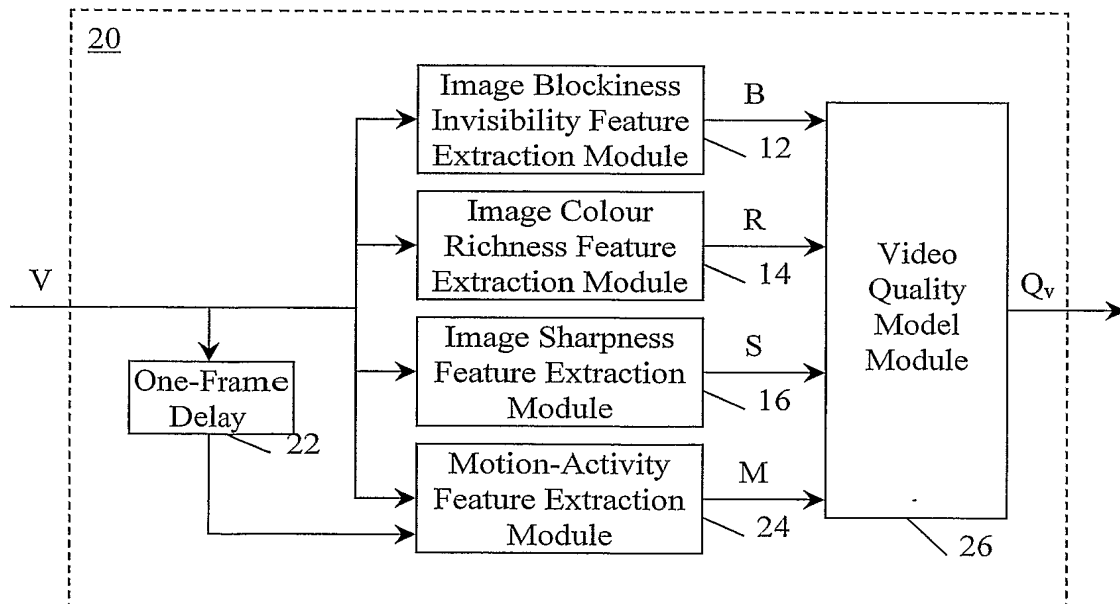 20
Image Blockiness
Invisibility Feature
Extraction Module
B
12
Image Colour
Richness Feature
Extraction Module
R
14
V
Image Sharpness
Feature Extraction
Module
S
16
One-Frame
Delay
22
Motion-Activity
Feature Extraction
Module
M
24
Video
Quality
Model
Module
26
Qv